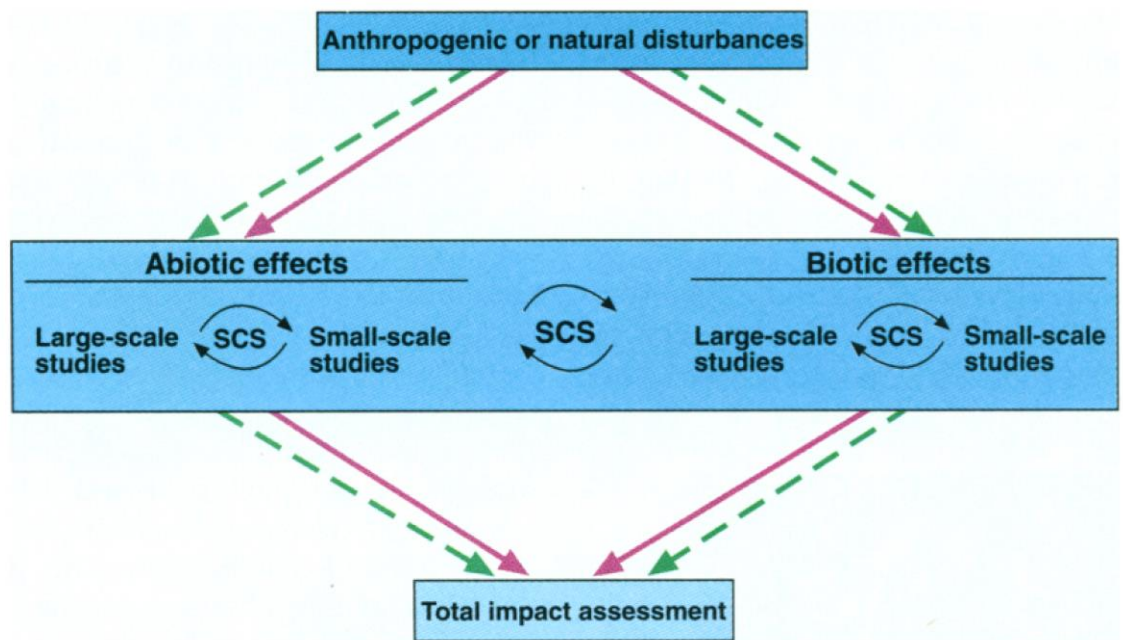 Anthropogenic or natural disturbances
Abiotic effects
Biotic effects
Large-scale
studies
SCS
Small-scale
studies
SCS
Large-scale
studies
SCS
Small-scale
studies
Total impact assessment